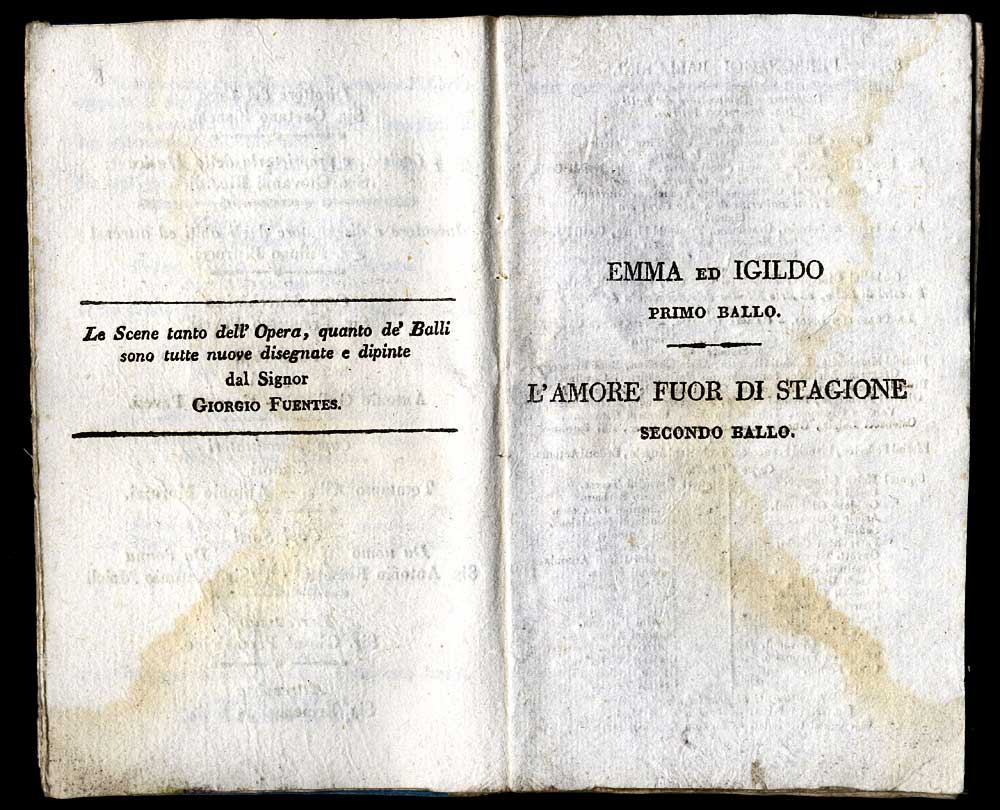 Le Scene tanto dell' Opera, quanto de' Balli
sono tutte nuove disegnate e dipinte
dal Signor
GIORGIO FUENTES.
EMMA ED IGILDO
PRIMO BALLO.
L'AMORE FUOR DI STAGIONE
SECONDO BALLO.